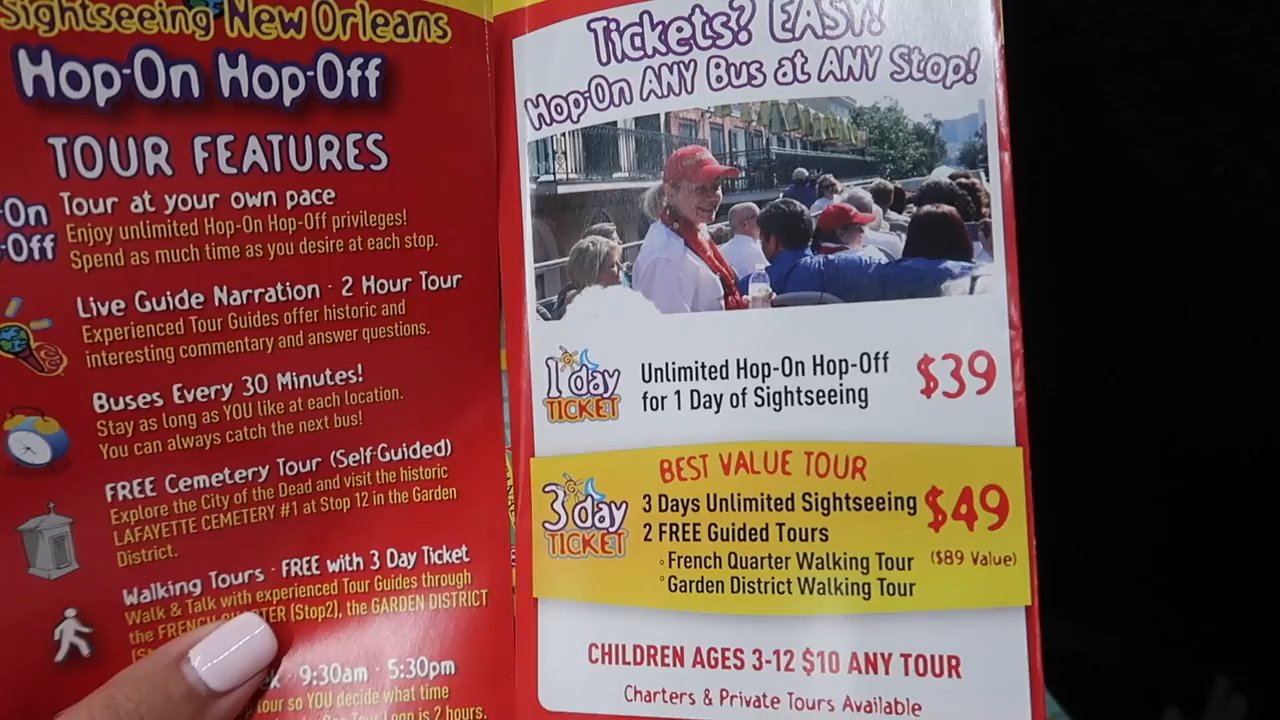 Sightseeing New Orleans
Hop-On Hop-Off
TOUR FEATURES
-On
-Off
Tour at your own pace
Enjoy unlimited Hop-On Hop-Off privileges!
Spend as much time as you desire at each stop.
Live Guide Narration · 2 Hour Tour
Experienced Tour Guides offer historic and
interesting commentary and answer questions.
Buses Every 30 Minutes!
Stay as long as YOU like at each location.
You can always catch the next bus!
FREE Cemetery Tour (Self-Guided)
Explore the City of the Dead and visit the historic
LAFAYETTE CEMETERY #1 at Stop 12 in the Garden
District.
Walking Tours · FREE with 3 Day Ticket
Walk & Talk with experienced Tour Guides through
the FRENCH QUARTER (Stop2), the GARDEN DISTRICT
9:30am · 5:30pm
tour so YOU decide what time
Loop is 2 hours.
Tickets? EASY!
Hop-On ANY Bus at ANY Stop!
1 day
TICKET
Unlimited Hop-On Hop-Off
for 1 Day of Sightseeing
$39
BEST VALUE TOUR
3 day
TICKET
3 Days Unlimited Sightseeing
$49
2 FREE Guided Tours
◦ French Quarter Walking Tour
($89 Value)
◦ Garden District Walking Tour
CHILDREN AGES 3-12 $10 ANY TOUR
Charters & Private Tours Available